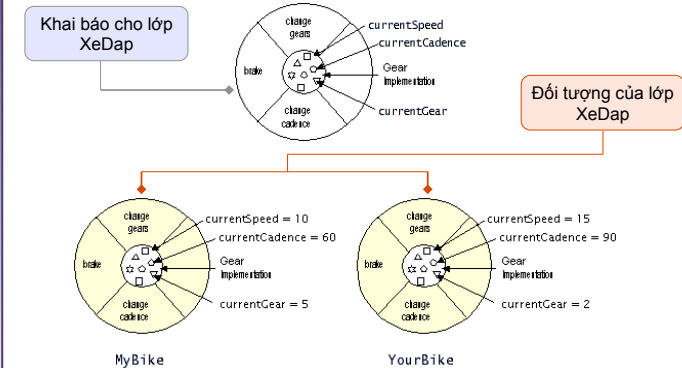 Khai báo cho lớp
XeDap
change
gears
currentSpeed
currentCadence
brake
Gear
Implementation
change
cadence
currentGear
Đối tượng của lớp
XeDap
change
gears
currentSpeed = 10
currentCadence = 60
brake
Gear
Implementation
change
cadence
currentGear = 5
MyBike
change
gears
currentSpeed = 15
currentCadence = 90
brake
Gear
Implementation
change
cadence
currentGear = 2
YourBike